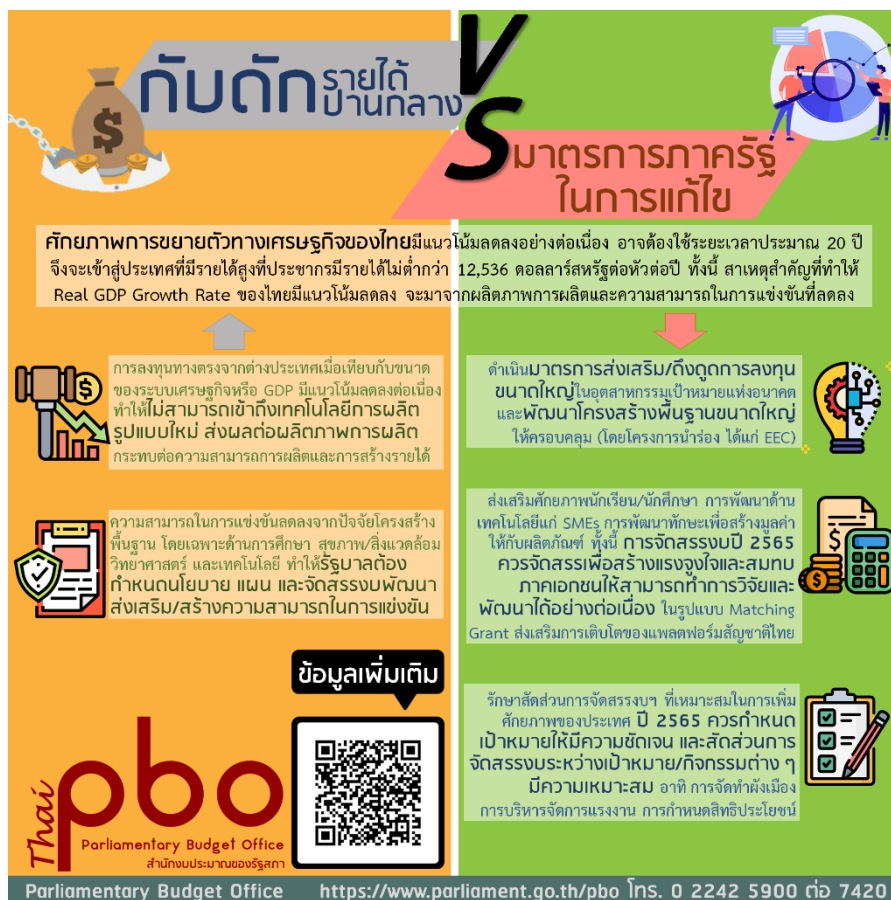 กับดักรายได้ปานกลาง
VS
มาตรการภาครัฐ
ในการแก้ไข
ศักยภาพการขยายตัวทางเศรษฐกิจของไทยมีแนวโน้มลดลงอย่างต่อเนื่อง อาจต้องใช้ระยะเวลาประมาณ 20 ปี
จึงจะเข้าสู่ประเทศที่มีรายได้สูงที่ประชากรมีรายได้ไม่ต่ำกว่า 12,536 ดอลลาร์สหรัฐต่อหัวต่อปี ทั้งนี้ สาเหตุสำคัญที่ทำให้
Real GDP Growth Rate ของไทยมีแนวโน้มลดลง จะมาจากผลิตภาพการผลิตและความสามารถในการแข่งขันที่ลดลง
การลงทุนทางตรงจากต่างประเทศเมื่อเทียบกับขนาด
ของระบบเศรษฐกิจหรือ GDP มีแนวโน้มลดลงต่อเนื่อง
ทำให้ไม่สามารถเข้าถึงเทคโนโลยีการผลิต
รูปแบบใหม่ ส่งผลต่อผลิตภาพการผลิต
กระทบต่อความสามารถการผลิตและการสร้างรายได้
ความสามารถในการแข่งขันลดลงจากปัจจัยโครงสร้าง
พื้นฐาน โดยเฉพาะด้านการศึกษา สุขภาพ/สิ่งแวดล้อม
วิทยาศาสตร์ และเทคโนโลยี ทำให้รัฐบาลต้อง
กำหนดนโยบาย แผน และจัดสรรงบพัฒนา
ส่งเสริม/สร้างความสามารถในการแข่งขัน
ดำเนินมาตรการส่งเสริม/ดึงดูดการลงทุน
ขนาดใหญ่ในอุตสาหกรรมเป้าหมายแห่งอนาคต
และพัฒนาโครงสร้างพื้นฐานขนาดใหญ่
ให้ครอบคลุม (โดยโครงการนำร่อง ได้แก่ EEC)
ส่งเสริมศักยภาพนักเรียน/นักศึกษา การพัฒนาด้าน
เทคโนโลยีแก่ SMEs การพัฒนาทักษะเพื่อสร้างมูลค่า
ให้กับผลิตภัณฑ์ ทั้งนี้ การจัดสรรงบปี 2565
ควรจัดสรรเพื่อสร้างแรงจูงใจและสมทบ
ภาคเอกชนให้สามารถทำการวิจัยและ
พัฒนาได้อย่างต่อเนื่อง ในรูปแบบ Matching
Grant ส่งเสริมการเติบโตของแพลตฟอร์มสัญชาติไทย
รักษาสัดส่วนการจัดสรรงบฯ ที่เหมาะสมในการเพิ่ม
ศักยภาพของประเทศ ปี 2565 ควรกำหนด
เป้าหมายให้มีความชัดเจน และสัดส่วนการ
จัดสรรงบระหว่างเป้าหมาย/กิจกรรมต่าง ๆ
มีความเหมาะสม อาทิ การจัดทำผังเมือง
การบริหารจัดการแรงงาน การกำหนดสิทธิประโยชน์
ข้อมูลเพิ่มเติม
Thai pbo
Parliamentary Budget Office
สำนักงบประมาณของรัฐสภา
Parliamentary Budget Office https://www.parliament.go.th/pbo โทร. 0 2242 5900 ต่อ 7420